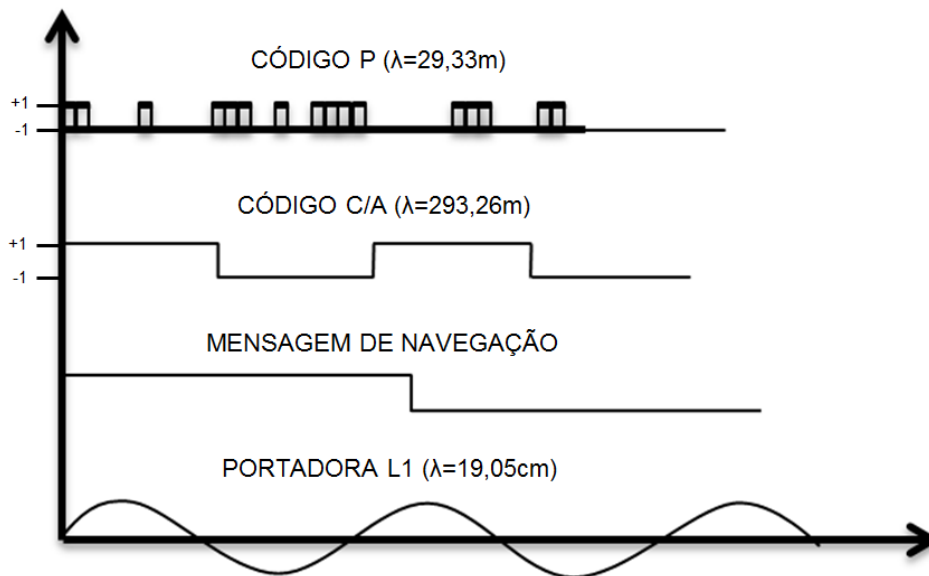 CÓDIGO P (λ=29,33m)
+1
-1
CÓDIGO C/A (λ=293,26m)
+1
-1
MENSAGEM DE NAVEGAÇÃO
PORTADORA L1 (λ=19,05cm)